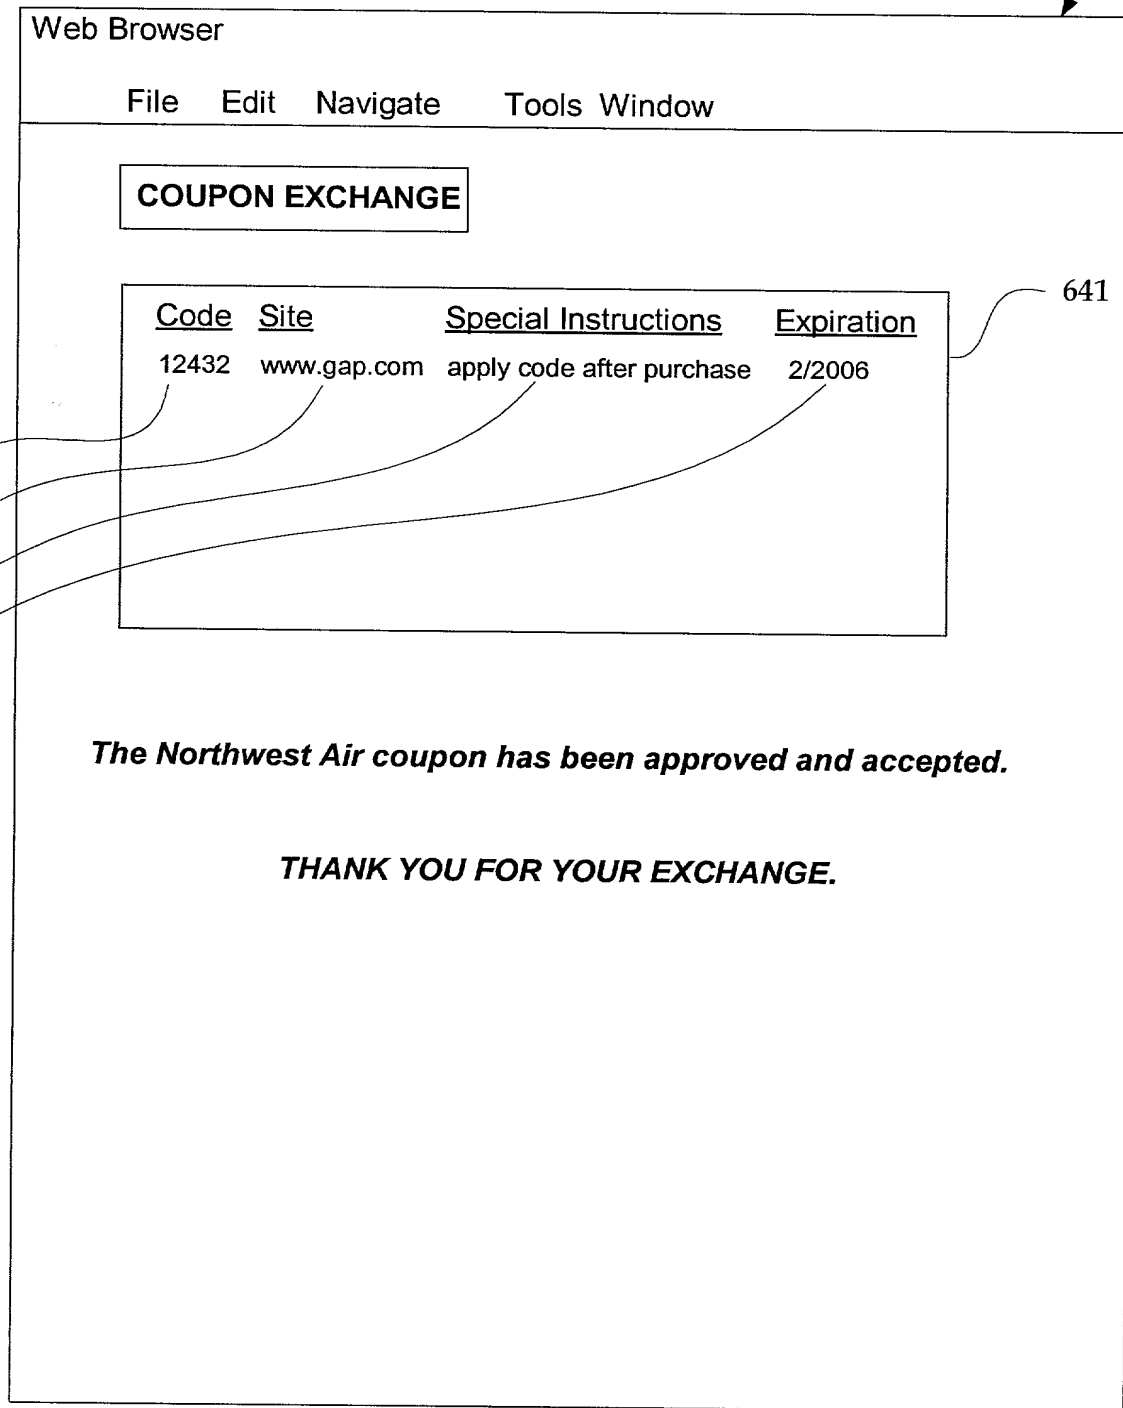 Web Browser
File Edit Navigate Tools Window
COUPON EXCHANGE
641
Code Site Special Instructions Expiration
12432 www.gap.com apply code after purchase 2/2006
The Northwest Air coupon has been approved and accepted.
THANK YOU FOR YOUR EXCHANGE.